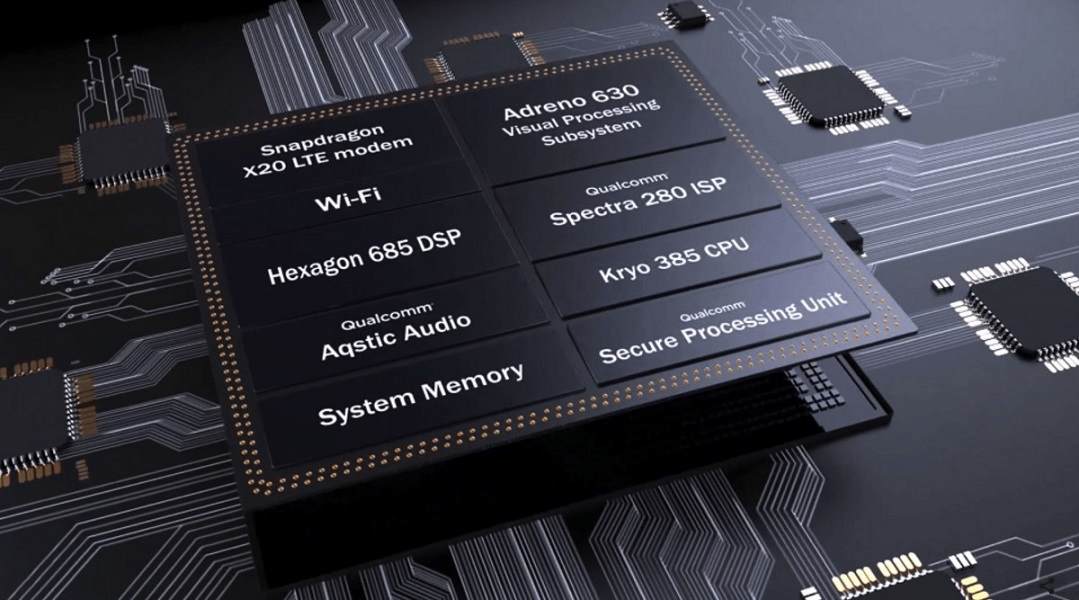 Snapdragon
X20 LTE modem
Wi-Fi
Hexagon 685 DSP
Qualcomm
Aqstic Audio
System Memory
Adreno 630
Visual Processing
Subsystem
Qualcomm
Spectra 280 ISP
Kryo 385 CPU
Qualcomm
Secure Processing Unit